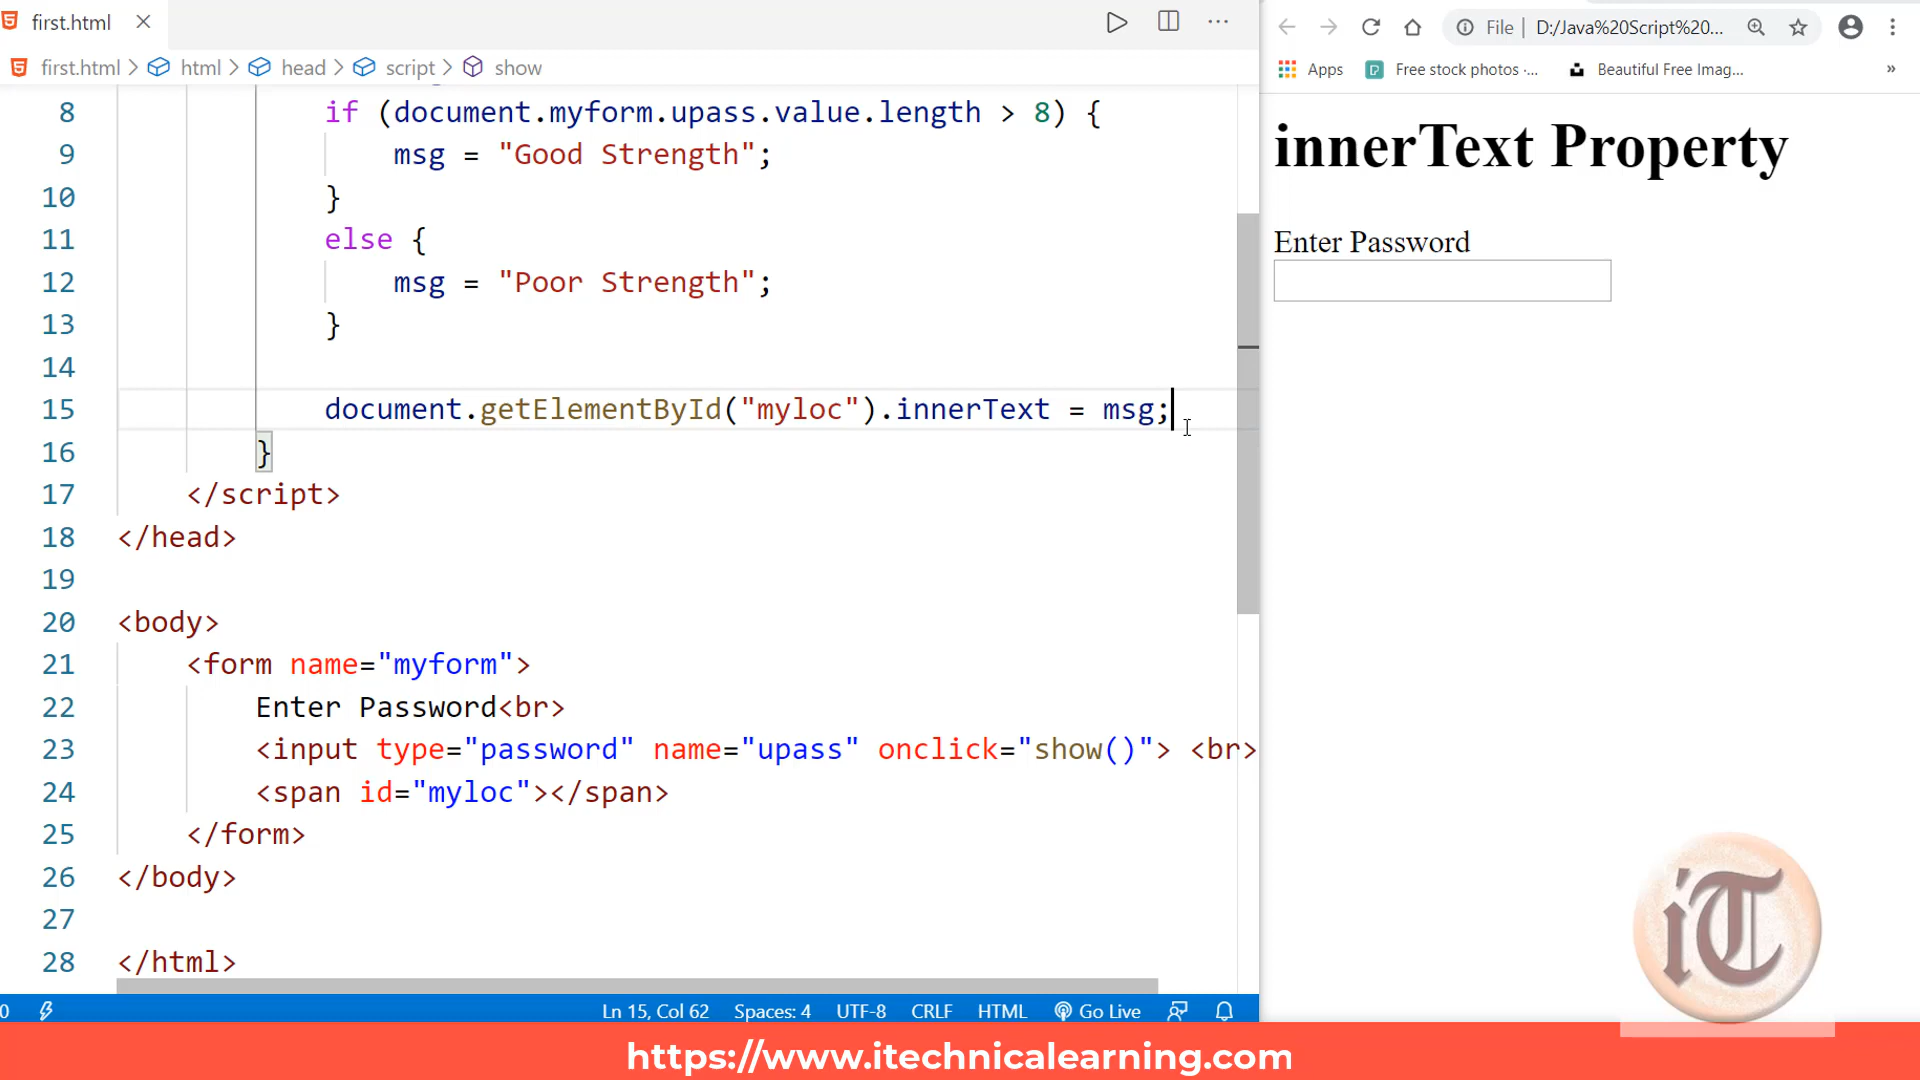 first.html
first.html > html > head > script > show
8 if (document.myform.upass.value.length > 8) {
9 msg = "Good Strength";
10 }
11 else {
12 msg = "Poor Strength";
13 }
14
15 document.getElementById("myloc").innerText = msg;
16 }
17 </script>
18 </head>
19
20 <body>
21 <form name="myform">
22 Enter Password<br>
23 <input type="password" name="upass" onclick="show()"> <br>
24 <span id="myloc"></span>
25 </form>
26 </body>
27
28 </html>
0 Ln 15, Col 62 Spaces: 4 UTF-8 CRLF HTML Go Live
File | D:/Java%20Script%20...
Apps Free stock photos ·... Beautiful Free Imag... »
innerText Property
Enter Password
iT
https://www.itechnicalearning.com